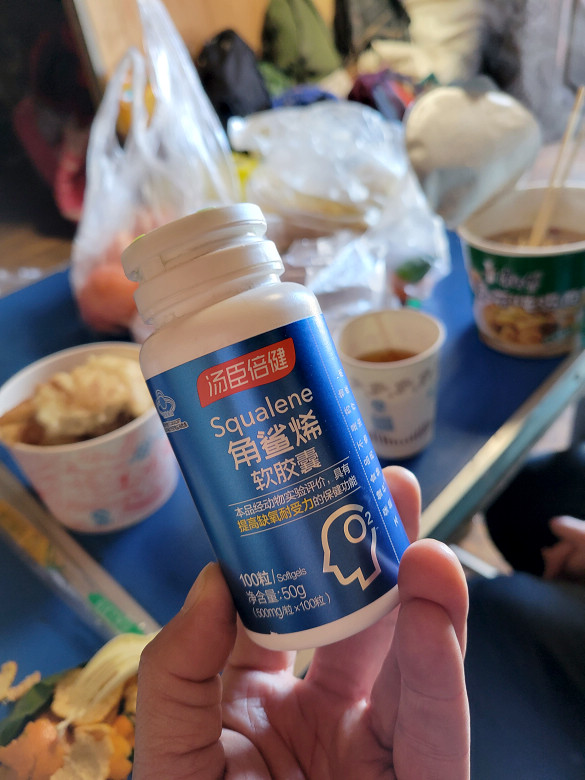 汤臣倍健
Squalene
角鲨烯
软胶囊
本品经动物实验评价，具有
提高缺氧耐受力的保健功能
O2
100粒/Softgels
净含量:50g
(500mg/粒×100粒)